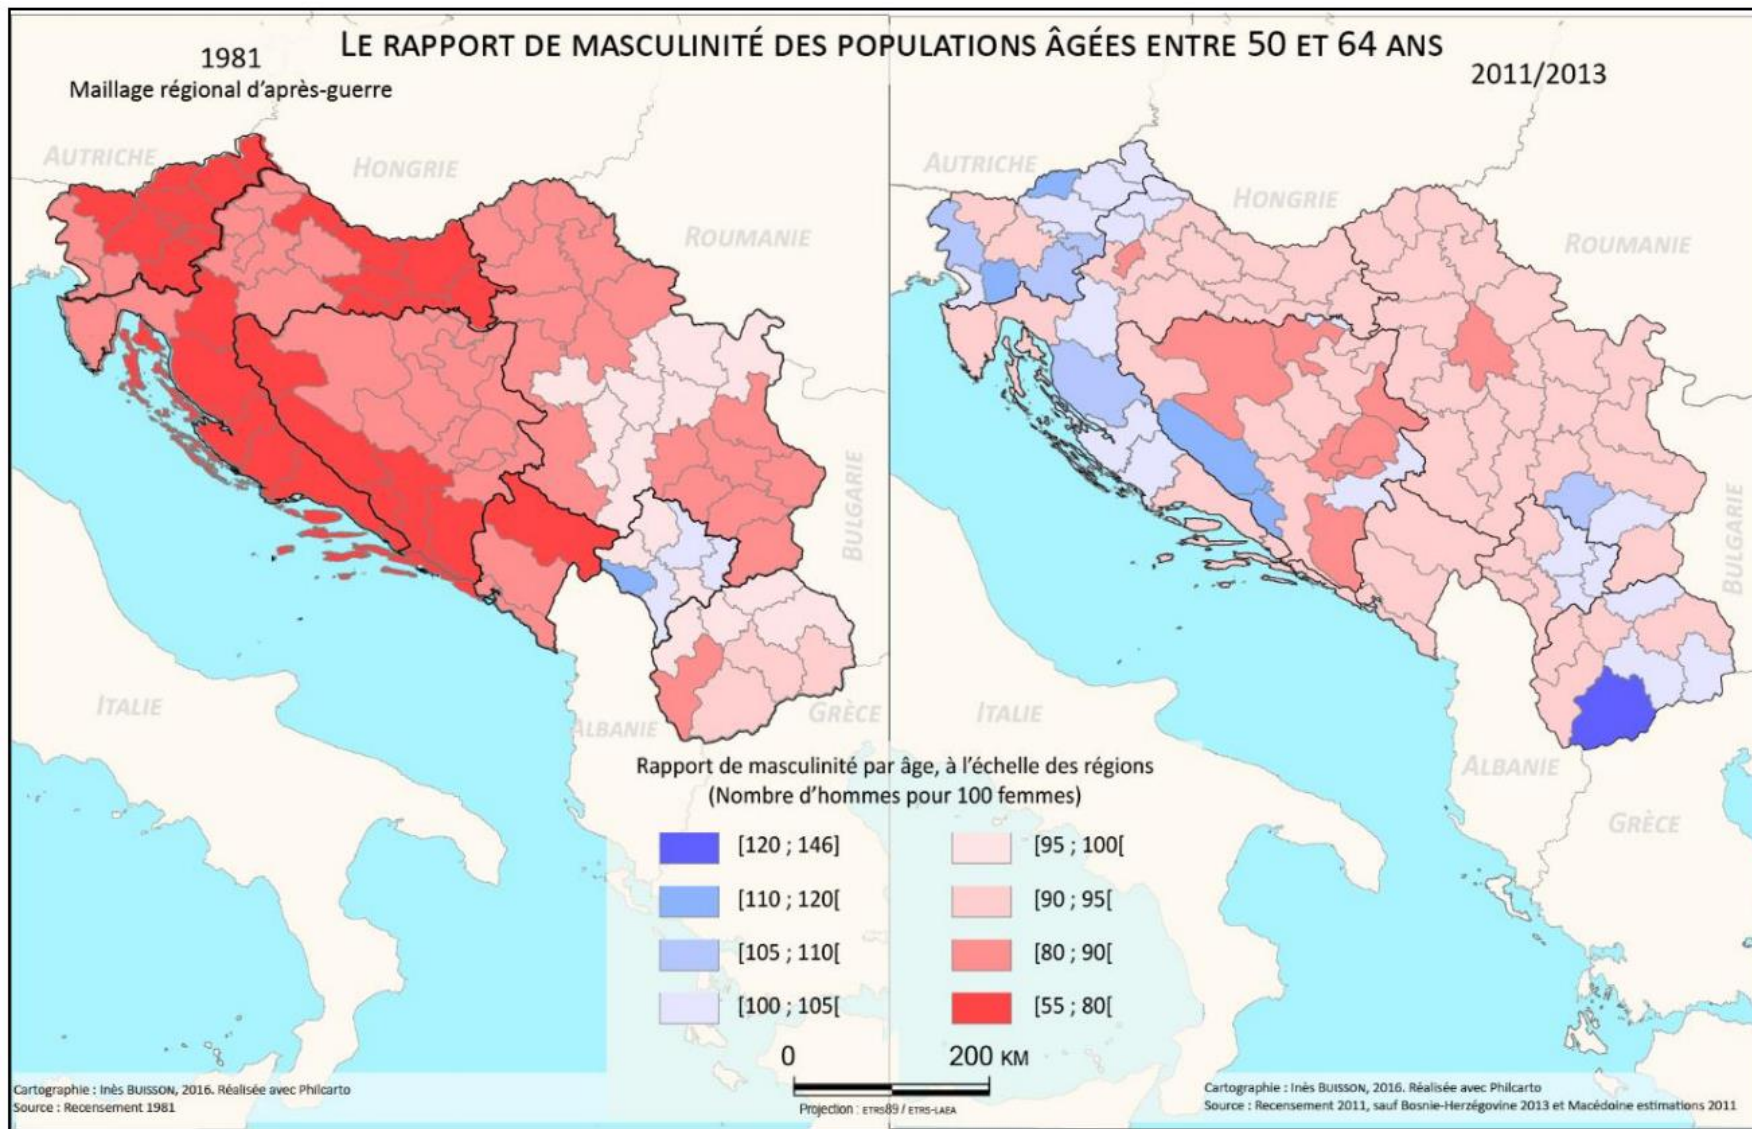 LE RAPPORT DE MASCULINITÉ DES POPULATIONS ÂGÉES ENTRE 50 ET 64 ANS
1981
Maillage régional d'après-guerre
2011/2013
AUTRICHE
HONGRIE
ROUMANIE
BULGARIE
ITALIE
ALBANIE
GRÈCE
AUTRICHE
HONGRIE
ROUMANIE
BULGARIE
ITALIE
ALBANIE
GRÈCE
Rapport de masculinité par âge, à l'échelle des régions
(Nombre d'hommes pour 100 femmes)
[120 ; 146]
[110 ; 120[
[105 ; 110[
[100 ; 105[
[95 ; 100[
[90 ; 95[
[80 ; 90[
[55 ; 80[
0 200 KM
Projection : ETRS89 / ETRS-LAEA
Cartographie : Inès BUISSON, 2016. Réalisée avec Philcarto
Source : Recensement 1981
Cartographie : Inès BUISSON, 2016. Réalisée avec Philcarto
Source : Recensement 2011, sauf Bosnie-Herzégovine 2013 et Macédoine estimations 2011